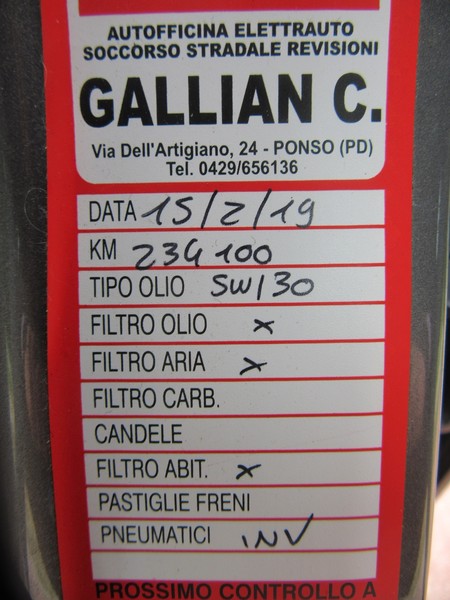 AUTOFFICINA ELETTRAUTO
SOCCORSO STRADALE REVISIONI
GALLIAN C.
Via Dell'Artigiano, 24 - PONSO (PD)
Tel. 0429/656136
DATA 15/2/19
KM 234100
TIPO OLIO 5W/30
FILTRO OLIO x
FILTRO ARIA x
FILTRO CARB.
CANDELE
FILTRO ABIT. x
PASTIGLIE FRENI
PNEUMATICI INV
PROSSIMO CONTROLLO A